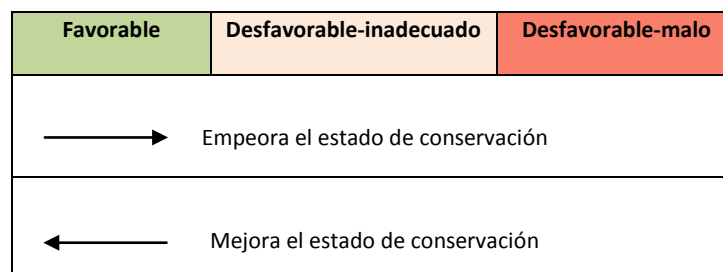 Favorable Desfavorable-inadecuado Desfavorable-malo
Empeora el estado de conservación
Mejora el estado de conservación